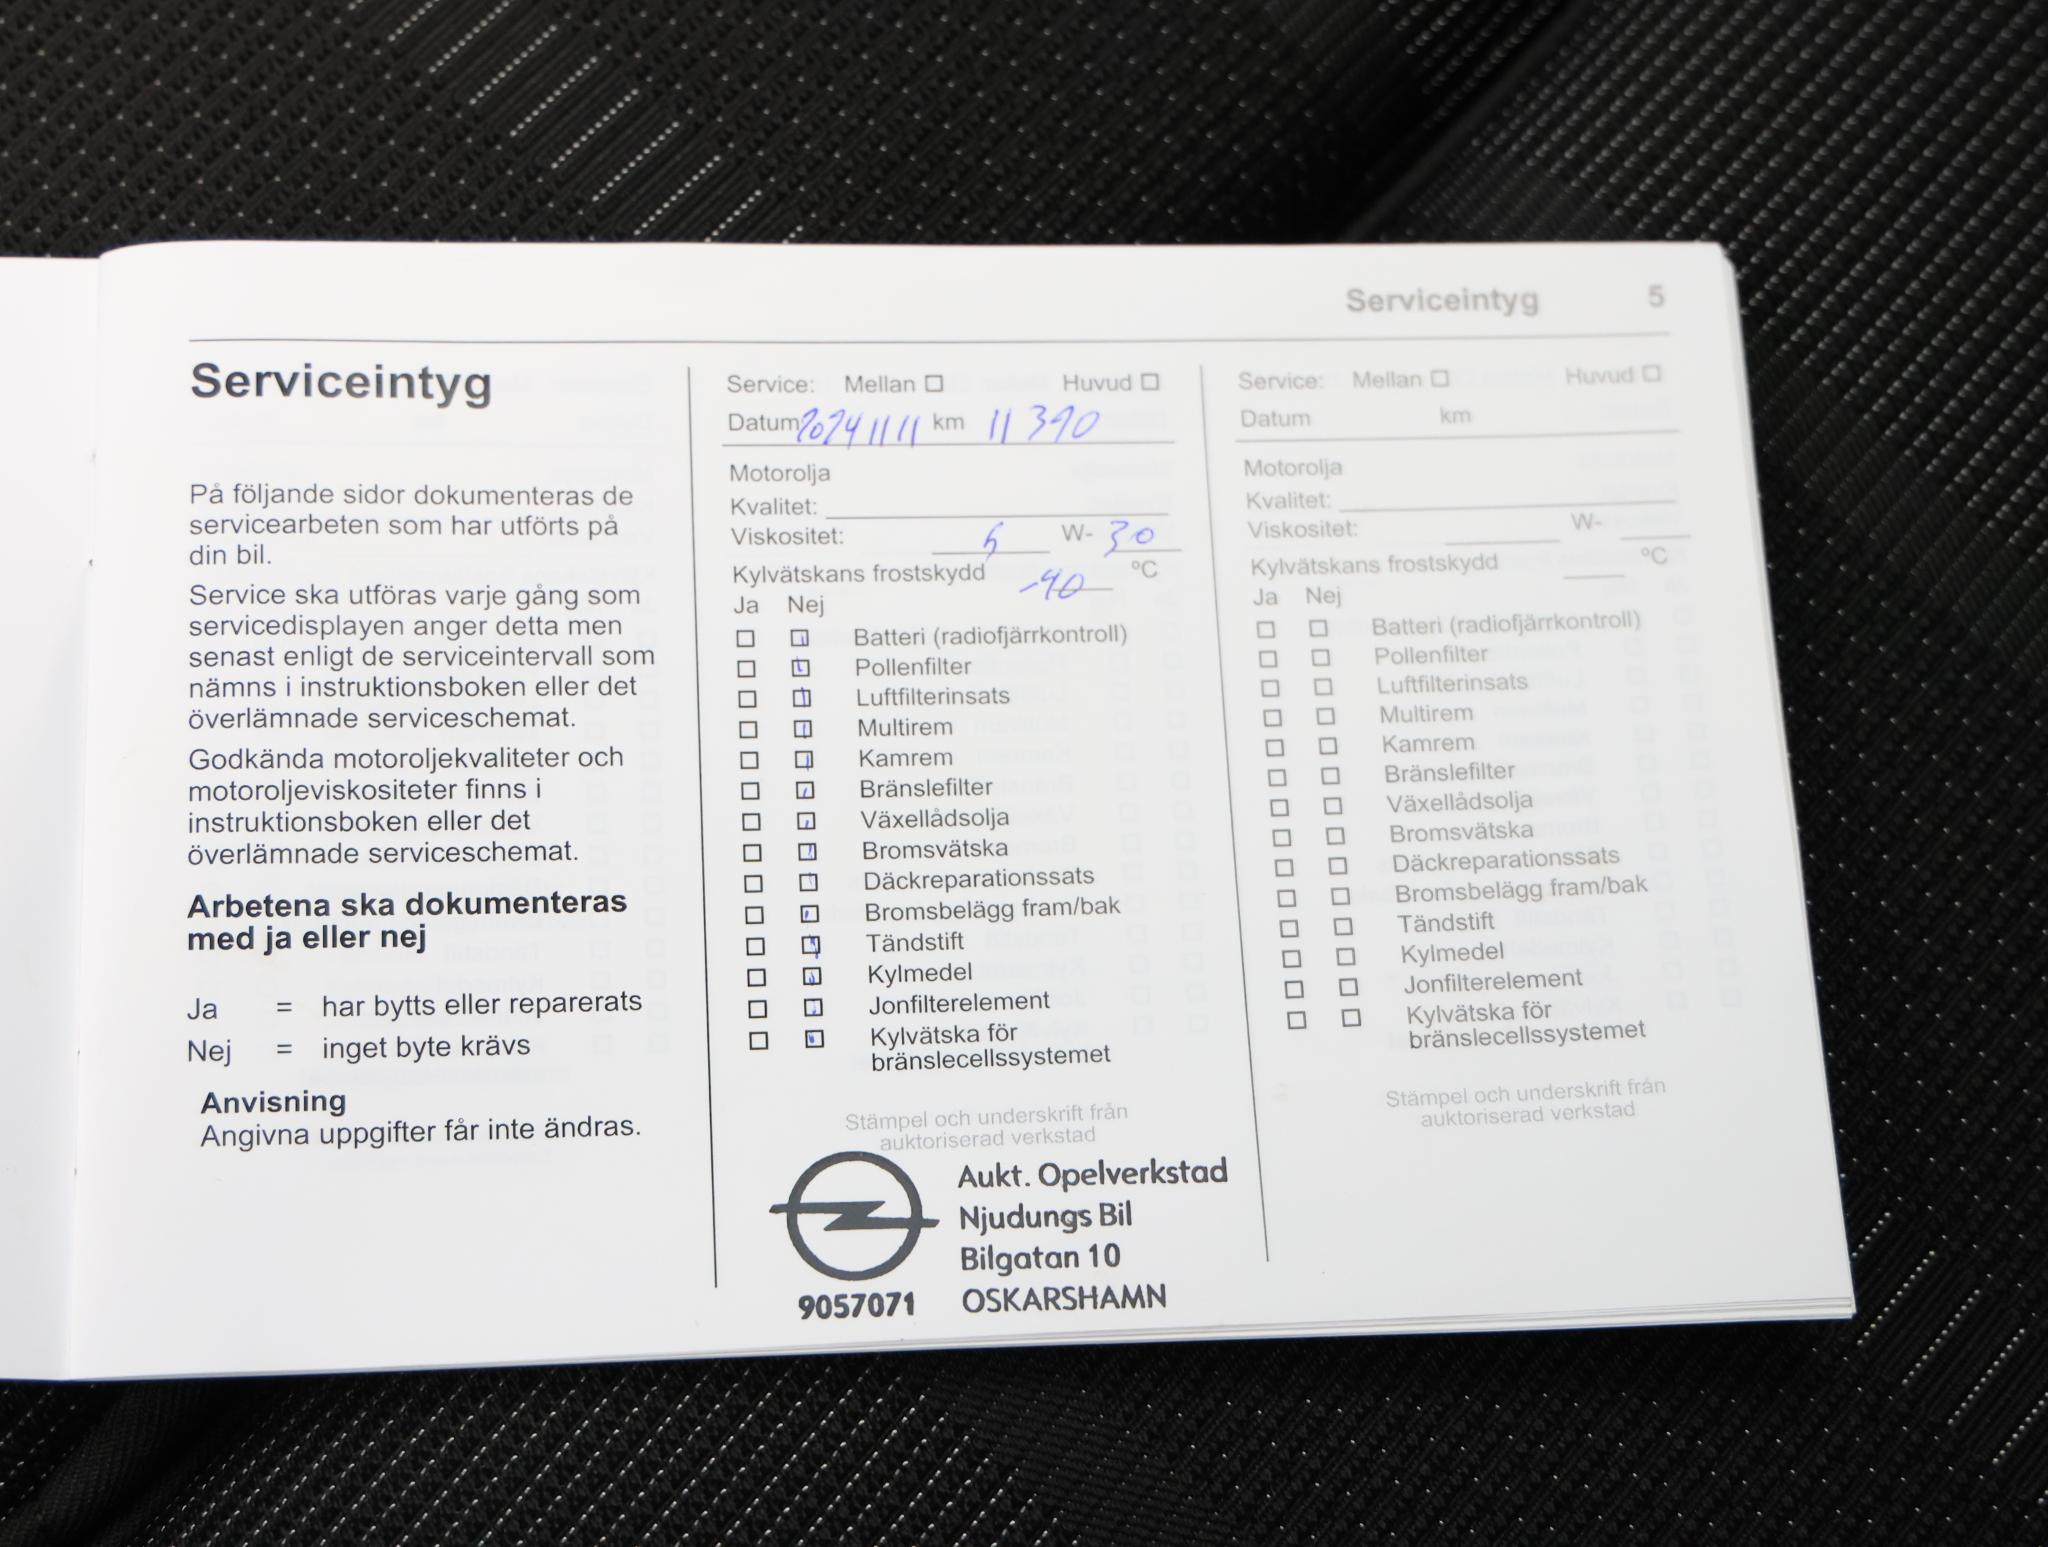 Serviceintyg 5
Serviceintyg
På följande sidor dokumenteras de
servicearbeten som har utförts på
din bil.
Service ska utföras varje gång som
servicedisplayen anger detta men
senast enligt de serviceintervall som
nämns i instruktionsboken eller det
överlämnade serviceschemat.
Godkända motoroljekvaliteter och
motoroljeviskositeter finns i
instruktionsboken eller det
överlämnade serviceschemat.
Arbetena ska dokumenteras
med ja eller nej
Ja = har bytts eller reparerats
Nej = inget byte krävs
Anvisning
Angivna uppgifter får inte ändras.
Service: Mellan Huvud
Datum 20241111 km 11390
Motorolja
Kvalitet:
Viskositet: 5 W- 30
Kylvätskans frostskydd -40 °C
Ja Nej
Batteri (radiofjärrkontroll)
Pollenfilter
Luftfilterinsats
Multirem
Kamrem
Bränslefilter
Växellådsolja
Bromsvätska
Däckreparationssats
Bromsbelägg fram/bak
Tändstift
Kylmedel
Jonfilterelement
Kylvätska för
bränslecellssystemet
Stämpel och underskrift från
auktoriserad verkstad
Aukt. Opelverkstad
Njudungs Bil
Bilgatan 10
9057071 OSKARSHAMN
Service: Mellan Huvud
Datum km
Motorolja
Kvalitet:
Viskositet: W-
Kylvätskans frostskydd °C
Ja Nej
Batteri (radiofjärrkontroll)
Pollenfilter
Luftfilterinsats
Multirem
Kamrem
Bränslefilter
Växellådsolja
Bromsvätska
Däckreparationssats
Bromsbelägg fram/bak
Tändstift
Kylmedel
Jonfilterelement
Kylvätska för
bränslecellssystemet
Stämpel och underskrift från
auktoriserad verkstad